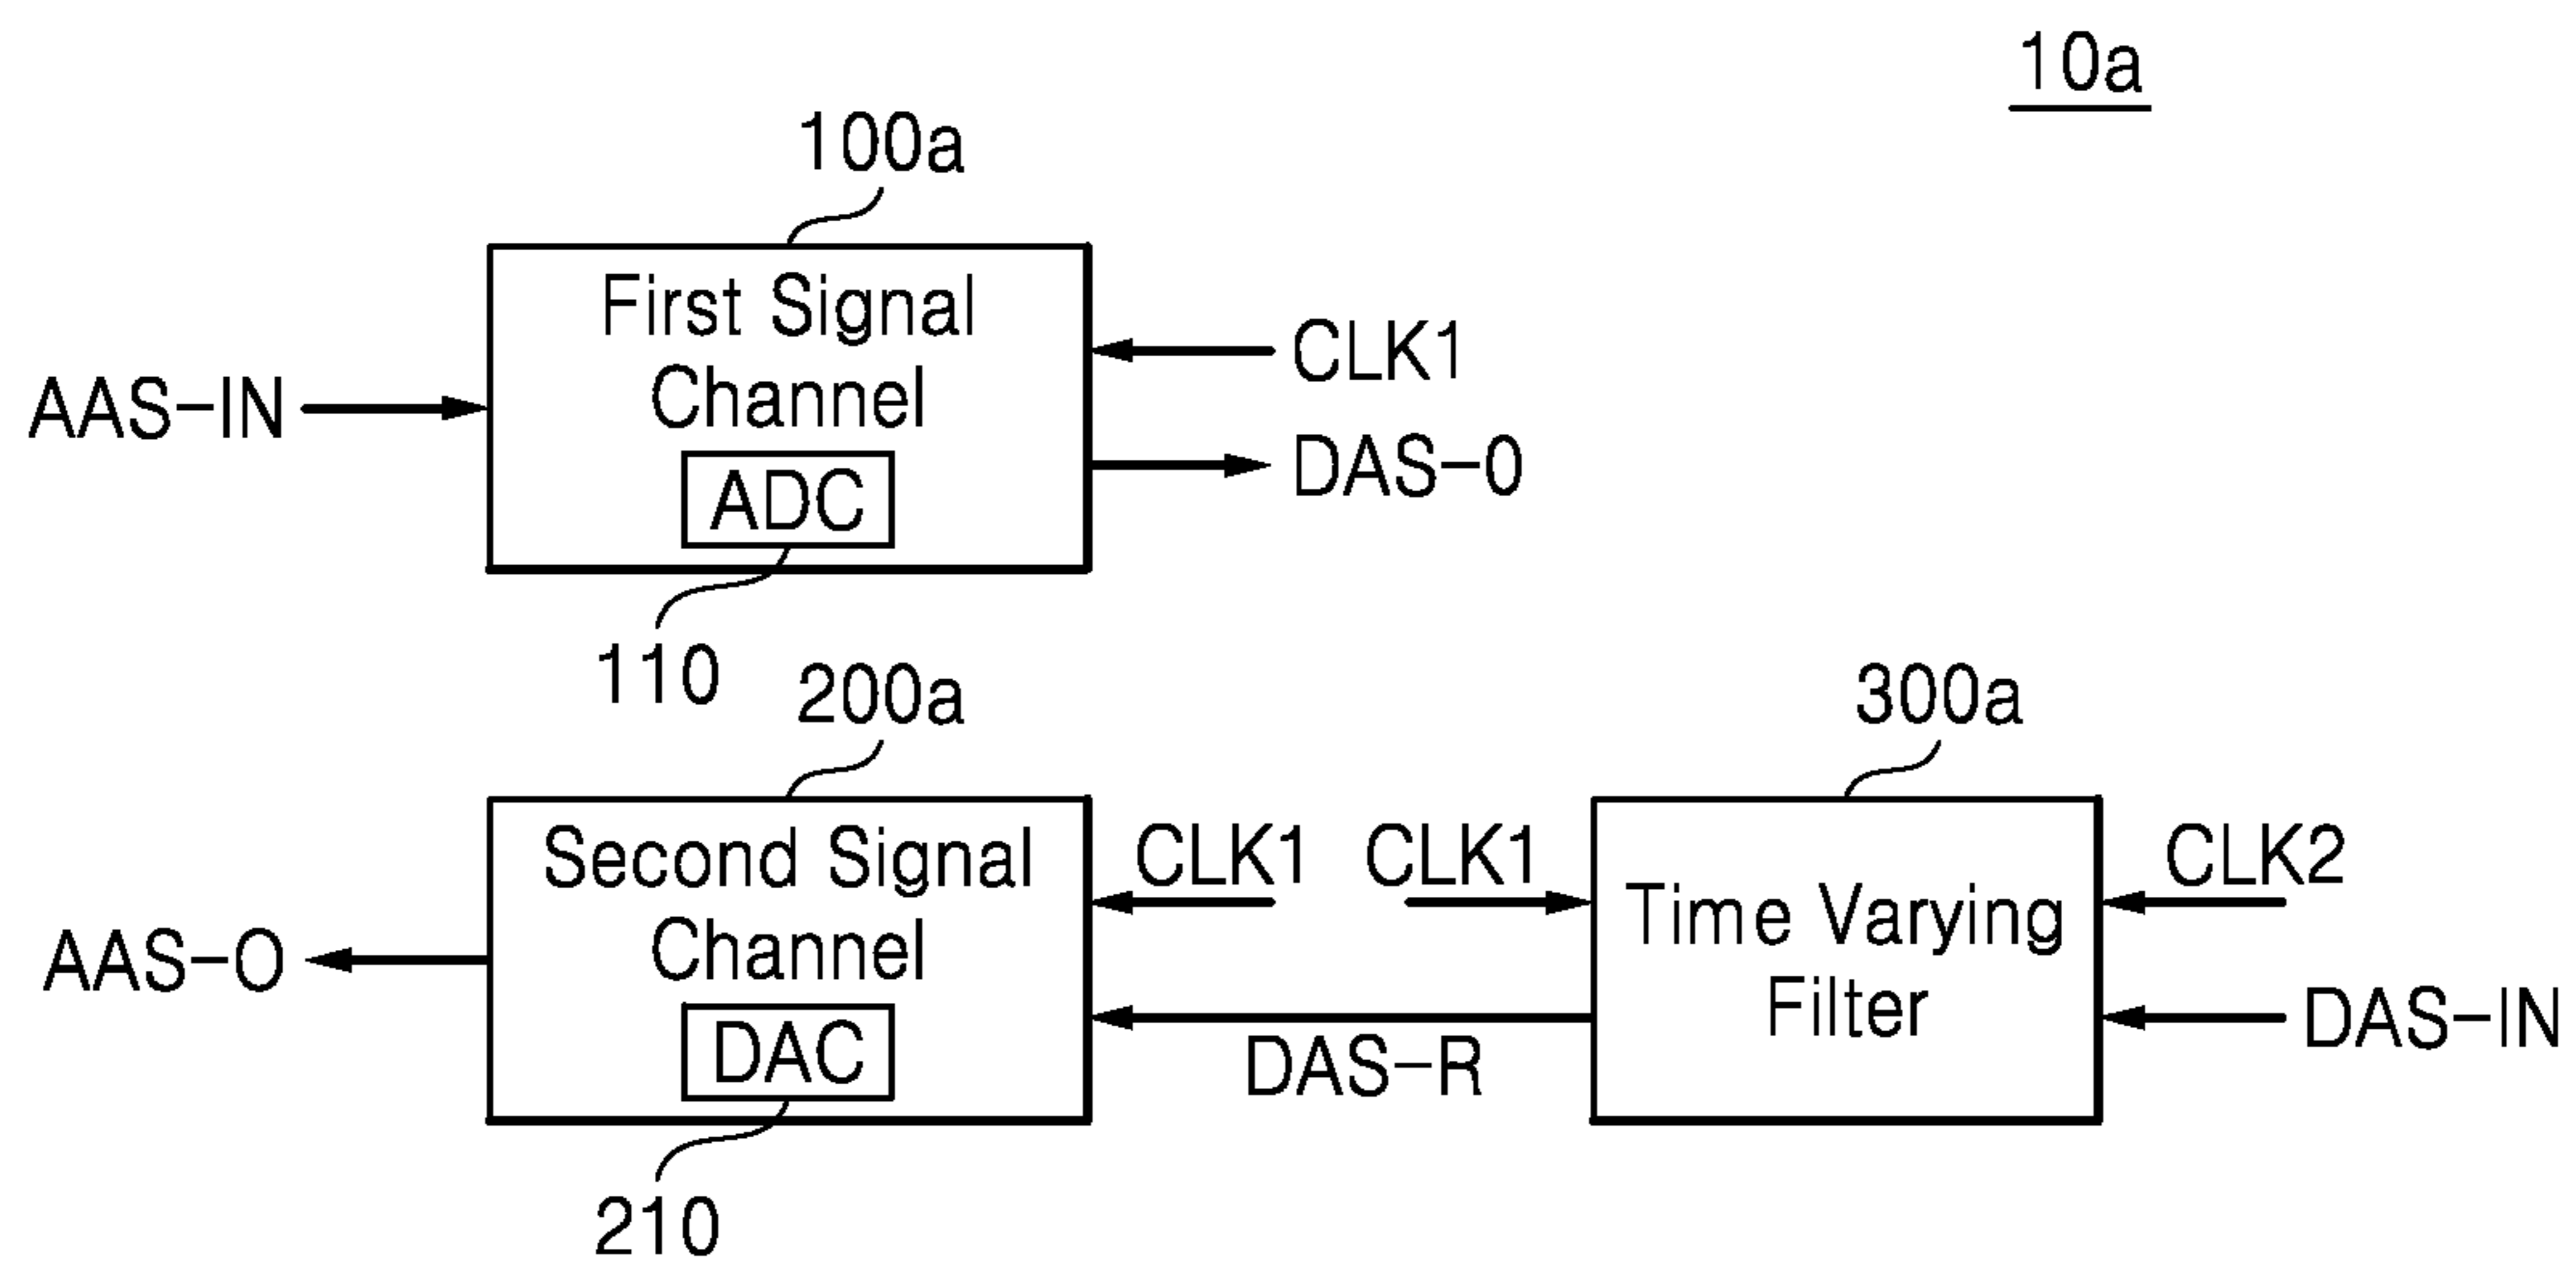 10a
100a
First Signal
Channel
ADC
AAS-IN
CLK1
DAS-0
110
200a
Second Signal
Channel
DAC
AAS-O
CLK1
CLK1
DAS-R
210
300a
Time Varying
Filter
CLK2
DAS-IN